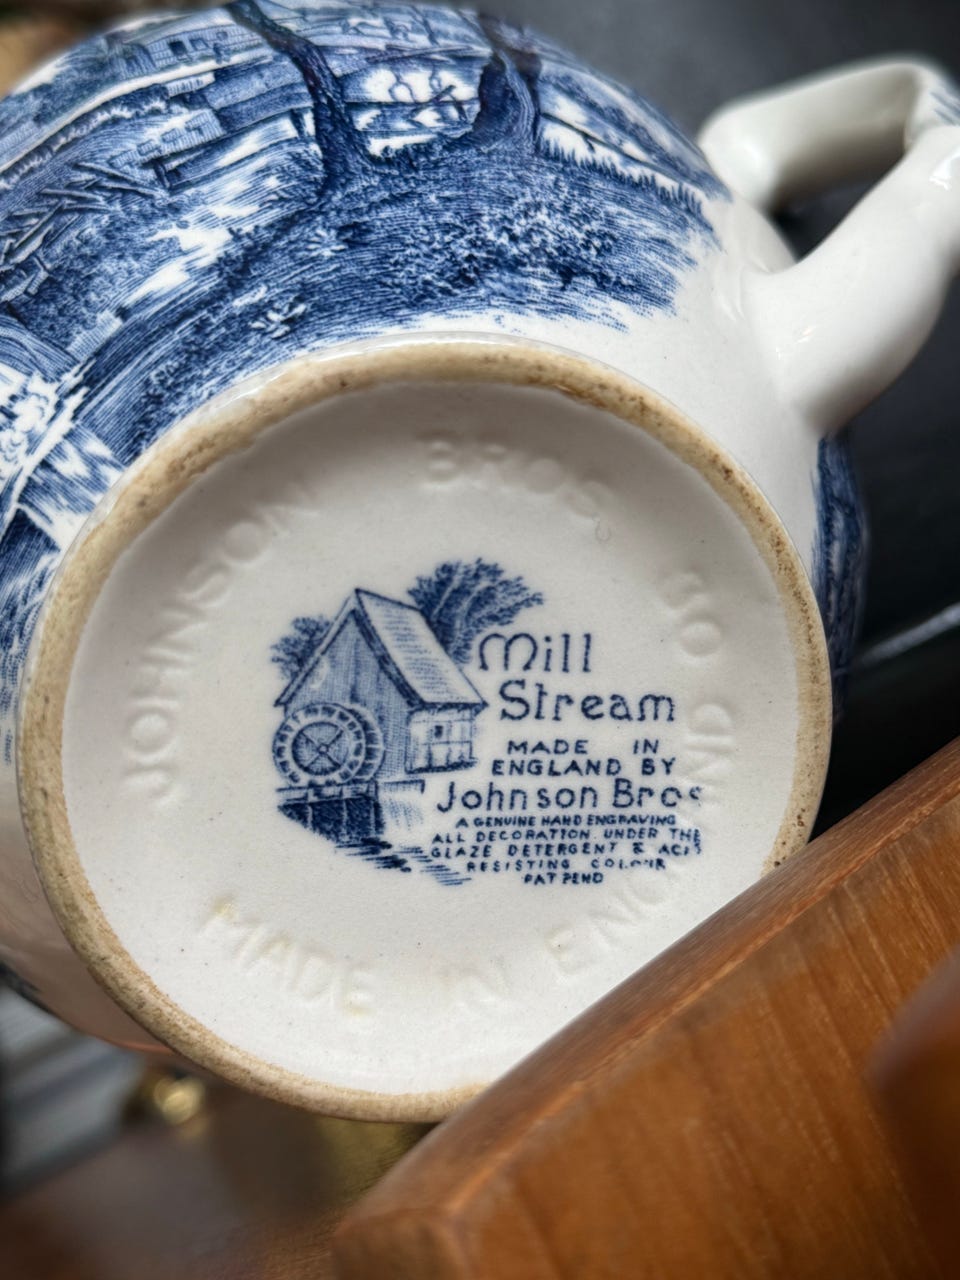 JOHNSON BROS
30
MADE IN ENGLAND
Mill
Stream
MADE IN
ENGLAND BY
Johnson Bros
A GENUINE HAND ENGRAVING
ALL DECORATION UNDER THE
GLAZE DETERGENT & ACID
RESISTING COLOUR
PAT PEND